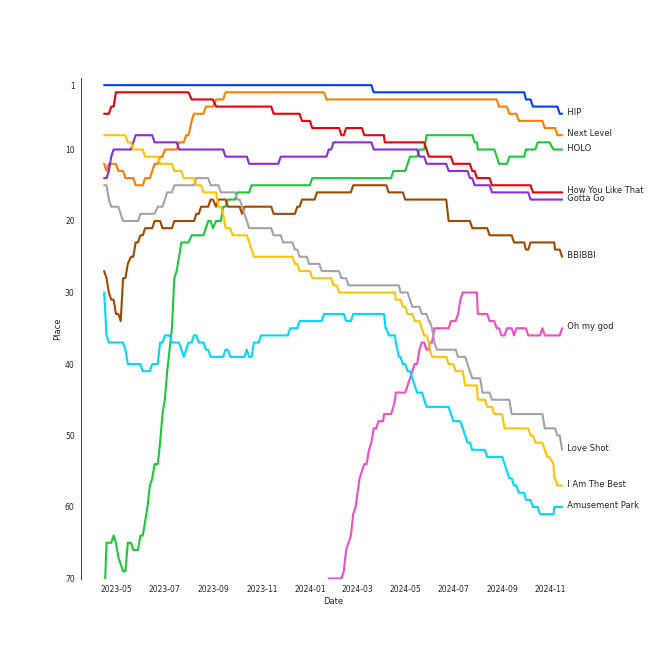 1
HIP
Next Level
10
HOLO
How You Like That
Gotta Go
20
BBIBBI
30
Oh my god
Place
40
50
Love Shot
I Am The Best
60
Amusement Park
70
2023-05 2023-07 2023-09 2023-11 2024-01 2024-03 2024-05 2024-07 2024-09 2024-11
Date